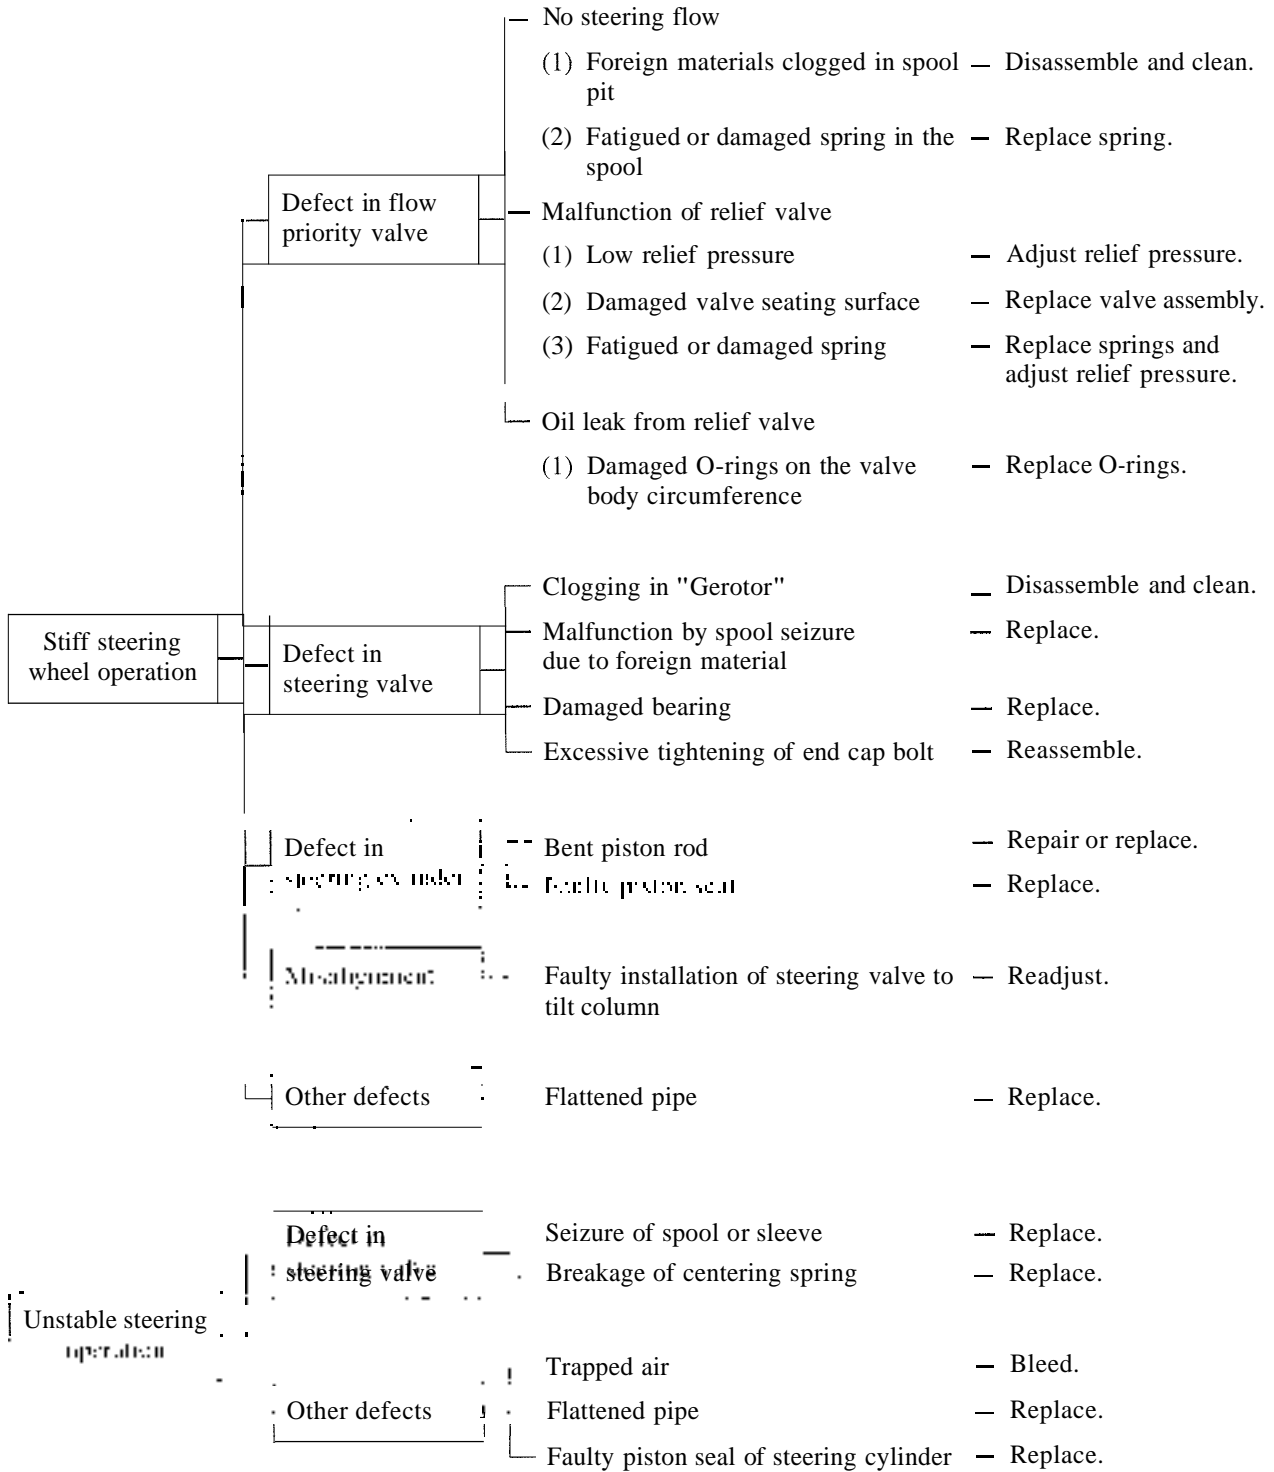 No steering flow
(1) Foreign materials clogged in spool — Disassemble and clean.
pit
(2) Fatigued or damaged spring in the — Replace spring.
spool
Defect in flow
priority valve
Malfunction of relief valve
(1) Low relief pressure — Adjust relief pressure.
(2) Damaged valve seating surface — Replace valve assembly.
(3) Fatigued or damaged spring — Replace springs and
adjust relief pressure.
Oil leak from relief valve
(1) Damaged O-rings on the valve — Replace O-rings.
body circumference
Stiff steering
wheel operation
Defect in
steering valve
Clogging in "Gerotor" — Disassemble and clean.
Malfunction by spool seizure — Replace.
due to foreign material
Damaged bearing — Replace.
Excessive tightening of end cap bolt — Reassemble.
Defect in
Bent piston rod — Repair or replace.
Faulty piston seal — Replace.
Misalignment
Faulty installation of steering valve to — Readjust.
tilt column
Other defects
Flattened pipe — Replace.
Unstable steering
operation
Defect in
steering valve
Seizure of spool or sleeve — Replace.
Breakage of centering spring — Replace.
Trapped air — Bleed.
Other defects
Flattened pipe — Replace.
Faulty piston seal of steering cylinder — Replace.